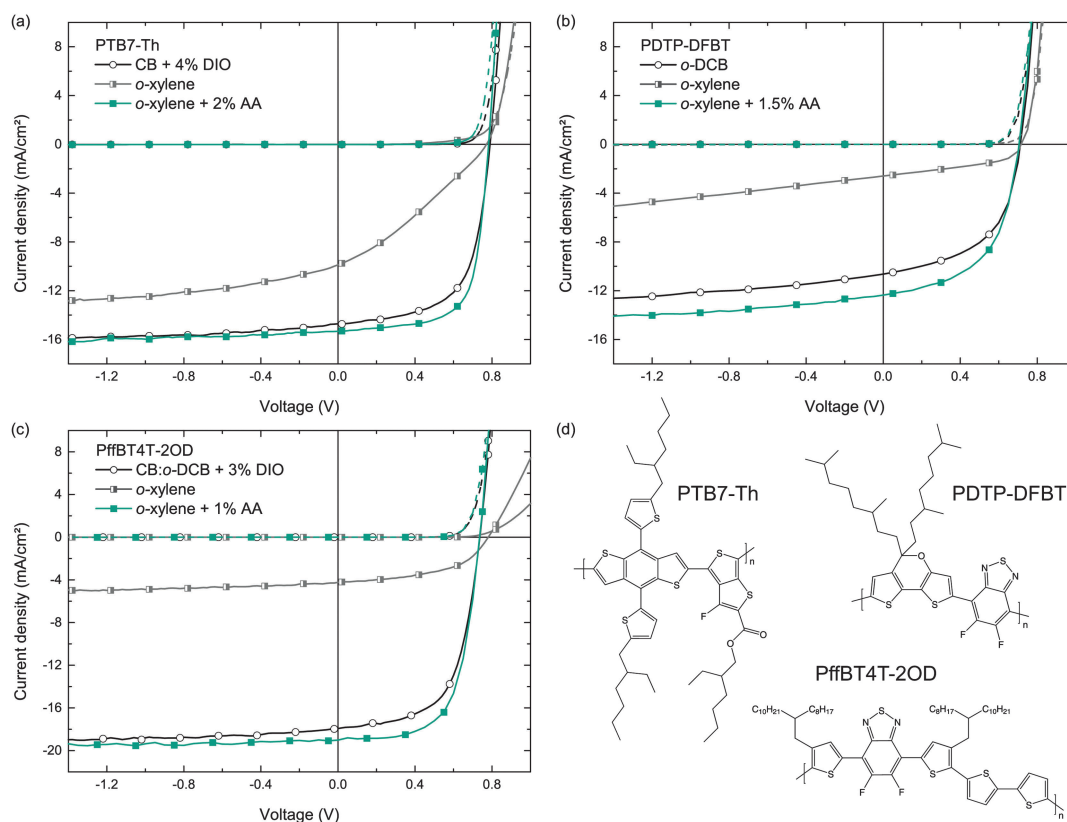 (a)
PTB7-Th
CB + 4% DIO
o-xylene
o-xylene + 2% AA
8
4
0
-4
-8
-12
-16
Current density (mA/cm²)
-1.2 -0.8 -0.4 0.0 0.4 0.8
Voltage (V)
(b)
PDTP-DFBT
o-DCB
o-xylene
o-xylene + 1.5% AA
8
4
0
-4
-8
-12
-16
Current density (mA/cm²)
-1.2 -0.8 -0.4 0.0 0.4 0.8
Voltage (V)
(c)
PffBT4T-2OD
CB:o-DCB + 3% DIO
o-xylene
o-xylene + 1% AA
8
4
0
-4
-8
-12
-16
-20
Current density (mA/cm²)
-1.2 -0.8 -0.4 0.0 0.4 0.8
Voltage (V)
(d)
PTB7-Th
S
S
S
S
S
S
F
O
O
n
PDTP-DFBT
O
S
S
N S N
F
F
n
PffBT4T-2OD
C10H21 C8H17
C8H17 C10H21
N S N
S
F F
S
S
S
n